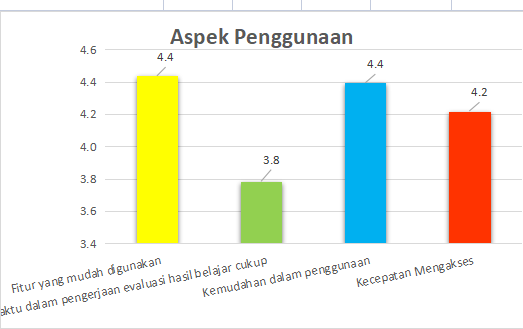 Aspek Penggunaan
4.6
4.4
4.2
4.0
3.8
3.6
3.4
4.4
3.8
4.4
4.2
Fitur yang mudah digunakan
dalam pengerjaan evaluasi hasil belajar cukup
Kemudahan dalam penggunaan
Kecepatan Mengakses